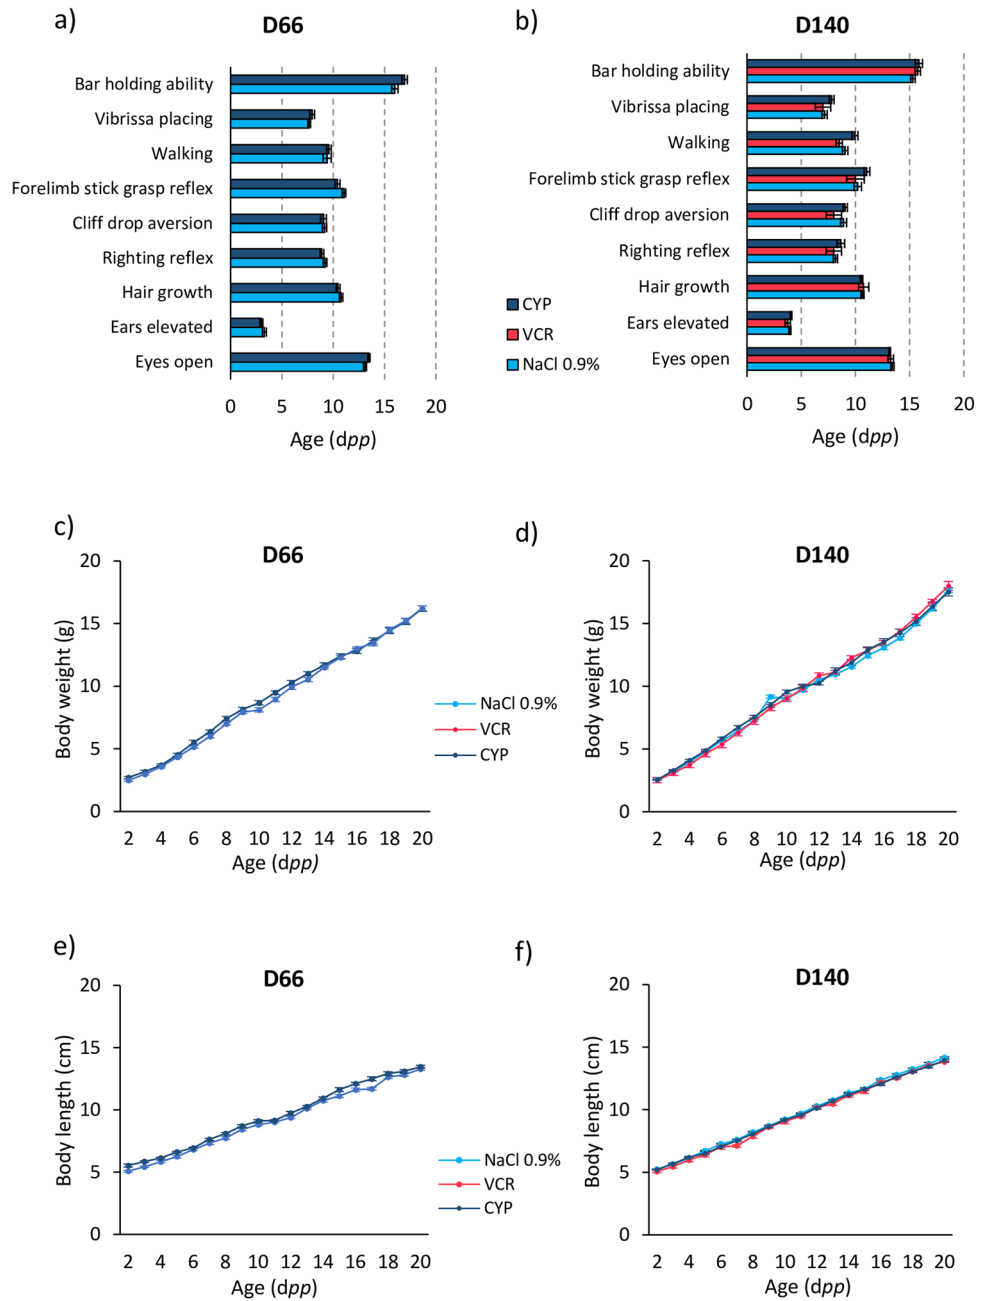 a)
D66
Bar holding ability
Vibrissa placing
Walking
Forelimb stick grasp reflex
Cliff drop aversion
Righting reflex
Hair growth
Ears elevated
Eyes open
0 5 10 15 20
Age (dpp)
CYP
VCR
NaCl 0.9%
b)
D140
Bar holding ability
Vibrissa placing
Walking
Forelimb stick grasp reflex
Cliff drop aversion
Righting reflex
Hair growth
Ears elevated
Eyes open
0 5 10 15 20
Age (dpp)
c)
D66
Body weight (g)
20
15
10
5
0
2 4 6 8 10 12 13 14 16 18 20
Age (dpp)
NaCl 0.9%
VCR
CYP
d)
D140
Body weight (g)
20
15
10
5
0
2 4 6 8 10 12 14 16 18 20
Age (dpp)
e)
D66
Body length (cm)
20
15
10
5
0
2 4 6 8 10 12 14 16 18 20
Age (dpp)
NaCl 0.9%
VCR
CYP
f)
D140
Body length (cm)
20
15
10
5
0
2 4 6 8 10 12 14 16 18 20
Age (dpp)